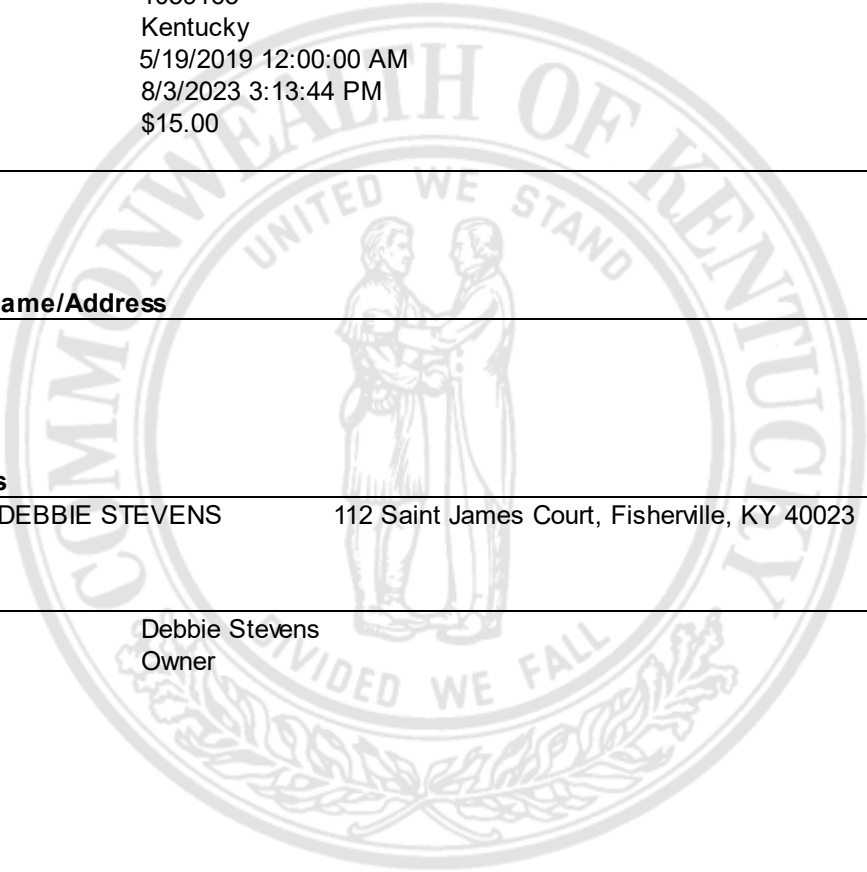 Kentucky
5/19/2019 12:00:00 AM
8/3/2023 3:13:44 PM
$15.00
COMMONWEALTH OF KENTUCKY
UNITED WE STAND
ame/Address
s
DEBBIE STEVENS 112 Saint James Court, Fisherville, KY 40023
Debbie Stevens
Owner
DIVIDED WE FALL